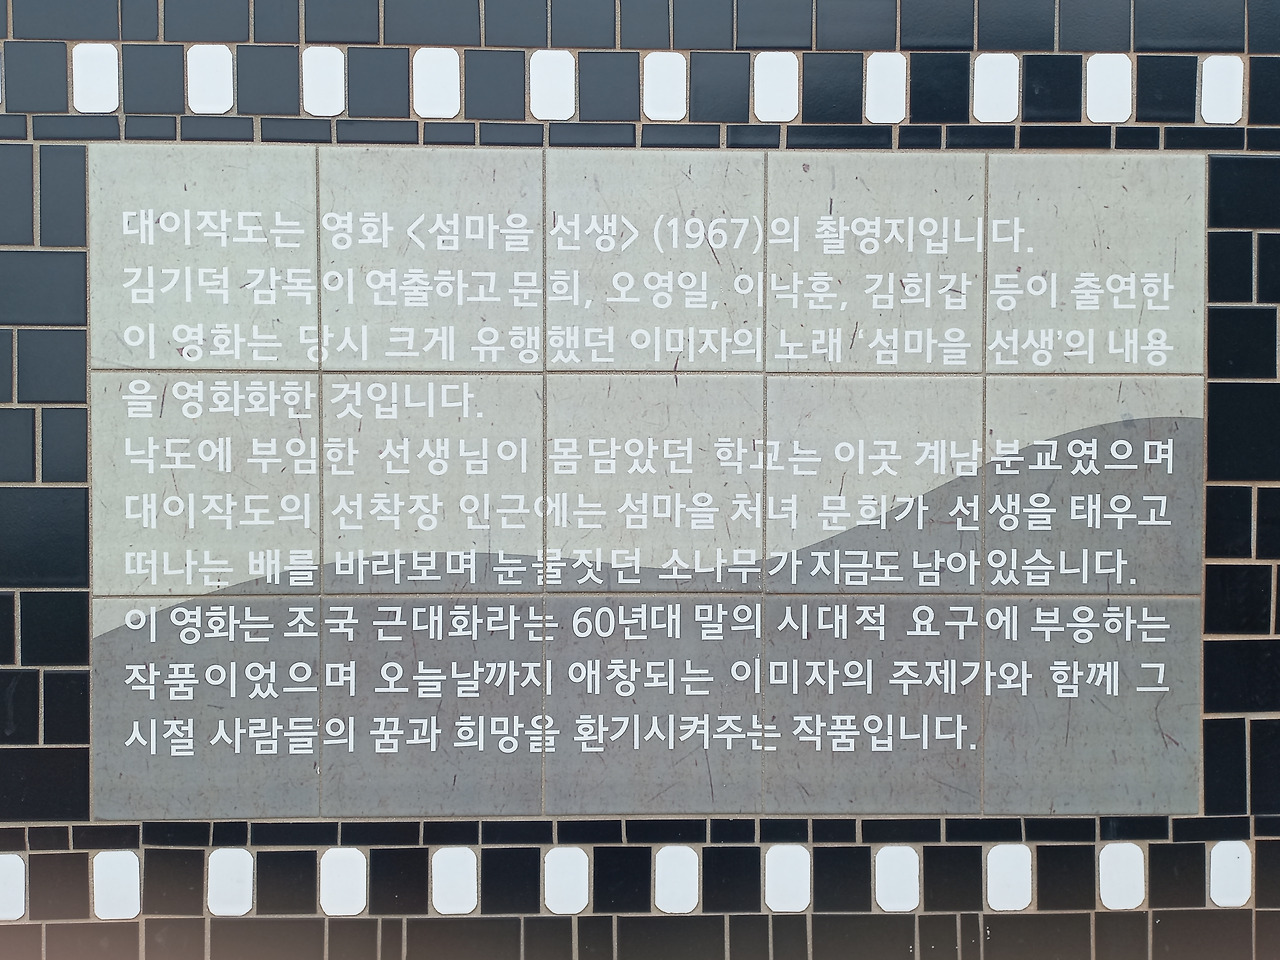 대이작도는 영화 <섬마을 선생> (1967)의 촬영지입니다.
김기덕 감독이 연출하고 문희, 오영일, 이낙훈, 김희갑 등이 출연한
이 영화는 당시 크게 유행했던 이미자의 노래 ‘섬마을 선생’의 내용
을 영화화한 것입니다.
낙도에 부임한 선생님이 몸담았던 학교는 이곳 계남분교였으며
대이작도의 선착장 인근에는 섬마을 처녀 문희가 선생을 태우고
떠나는 배를 바라보며 눈물짓던 소나무가 지금도 남아있습니다.
이 영화는 조국 근대화라는 60년대 말의 시대적 요구에 부응하는
작품이었으며 오늘날까지 애창되는 이미자의 주제가와 함께 그
시절 사람들의 꿈과 희망을 환기시켜주는 작품입니다.